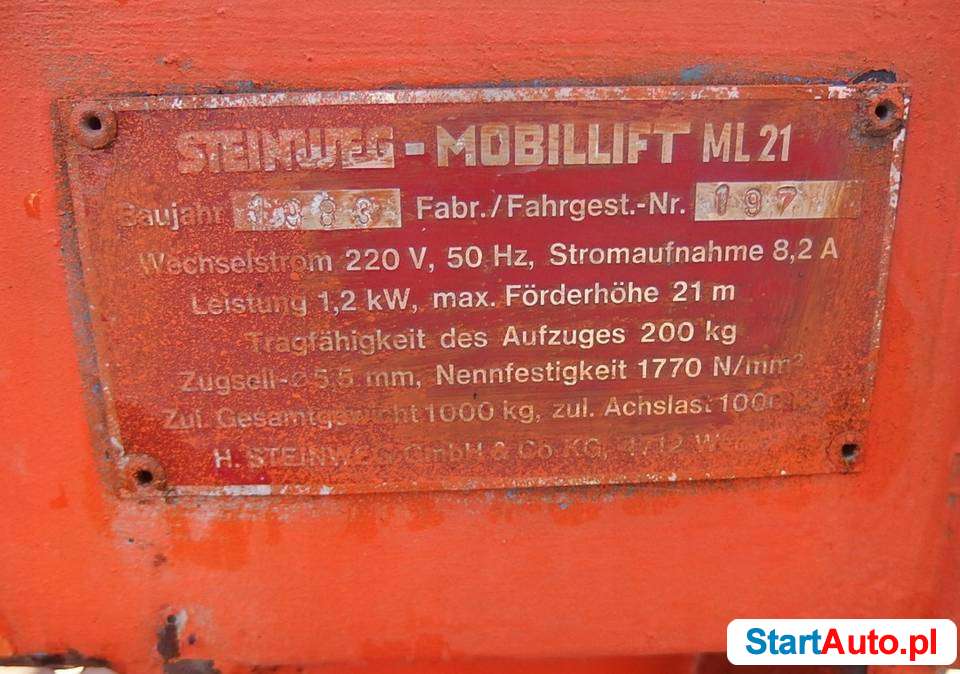 STEINWEG - MOBILLIFT ML 21
Baujahr 1983 Fabr./Fahrgest.-Nr. 197
Wechselstrom 220 V, 50 Hz, Stromaufnahme 8,2 A
Leistung 1,2 kW, max. Förderhöhe 21 m
Tragfähigkeit des Aufzuges 200 kg
Zugseil-⌀ 5,5 mm, Nennfestigkeit 1770 N/mm²
Zul. Gesamtgewicht 1000 kg, zul. Achslast
H. STEINWEG GmbH & Co KG, 4712
StartAuto.pl